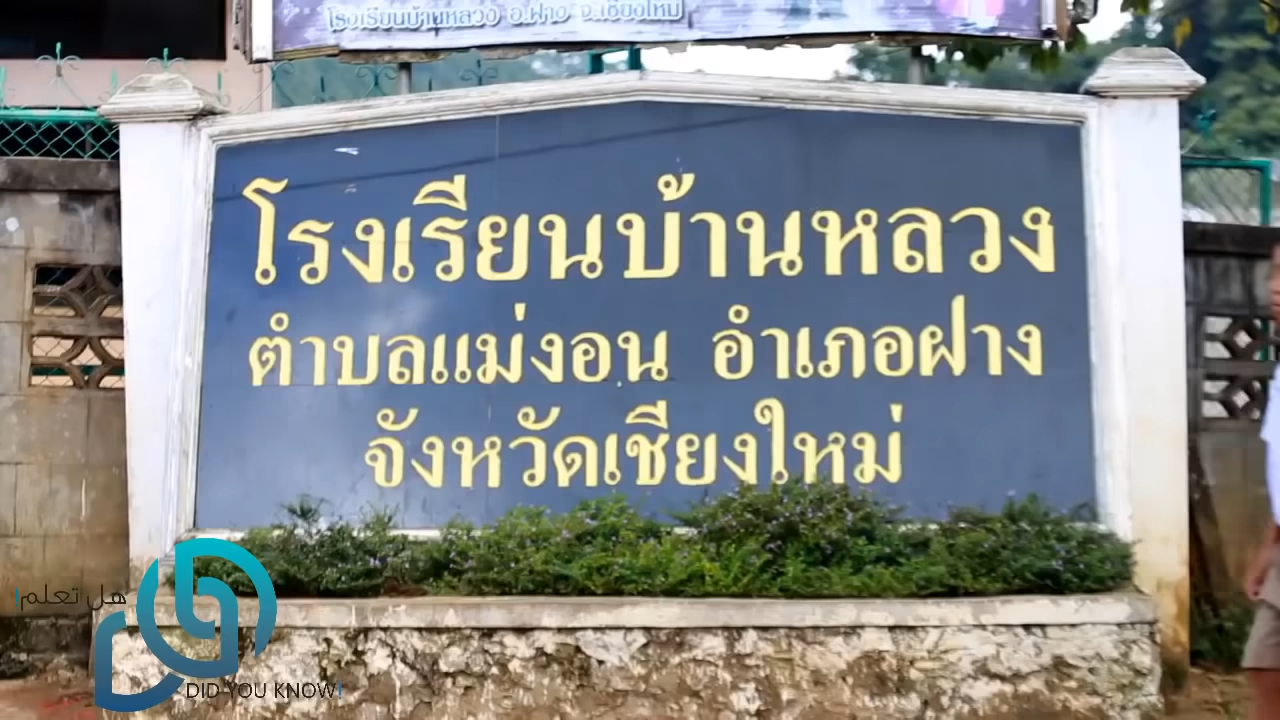 โรงเรียนบ้านหลวง อ.ฝาง จ.เชียงใหม่
โรงเรียนบ้านหลวง
ตำบลแม่งอน อำเภอฝาง
จังหวัดเชียงใหม่
هل تعلم!
DID YOU KNOW!